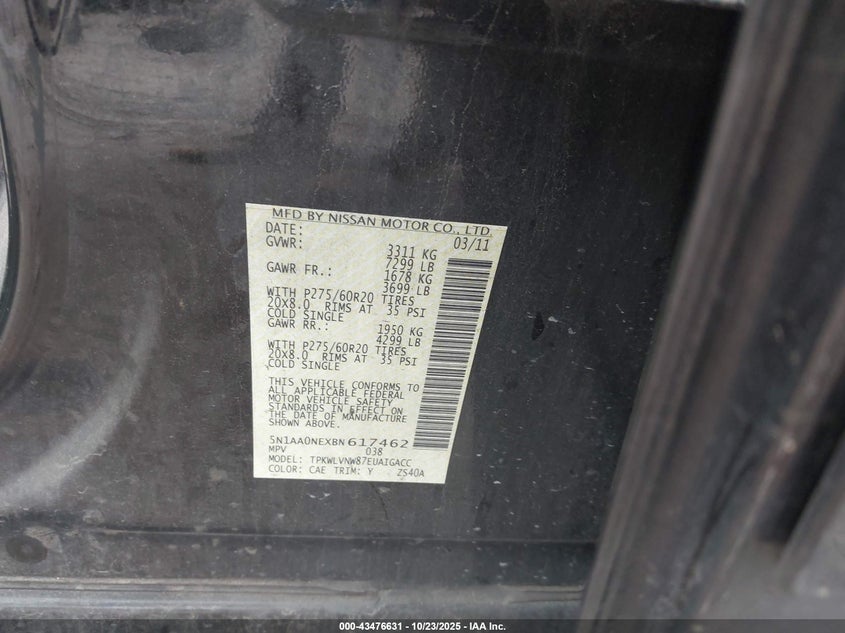 MFD BY NISSAN MOTOR CO., LTD.
DATE: 03/11
GVWR: 3311 KG
7299 LB
GAWR FR.: 1678 KG
3699 LB
WITH P275/60R20 TIRES
20x8.0 RIMS AT 35 PSI
COLD SINGLE
GAWR RR.: 1950 KG
4299 LB
WITH P275/60R20 TIRES
20x8.0 RIMS AT 35 PSI
COLD SINGLE
THIS VEHICLE CONFORMS TO
ALL APPLICABLE FEDERAL
MOTOR VEHICLE SAFETY
STANDARDS IN EFFECT ON
THE DATE OF MANUFACTURE
SHOWN ABOVE.
5N1AA0NEXBN617462
MPV 038
MODEL: TPKWLVNW87EUAIGACC
COLOR: CAE TRIM: Y ZS40A
000-43476631 - 10/23/2025 - IAA Inc.